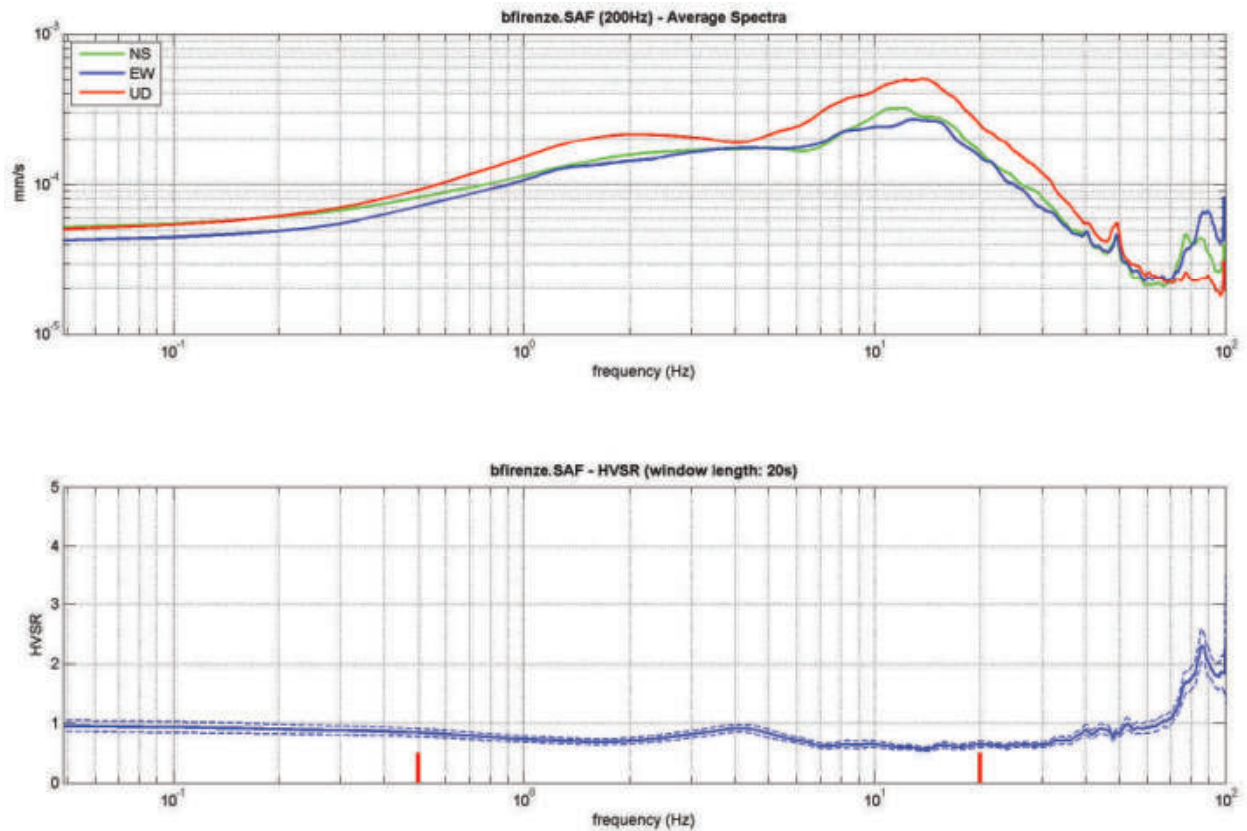 bfirenze.SAF (200Hz) - Average Spectra
10^-3
NS
EW
UD
mm/s
10^-4
10^-5
10^-1
10^0
10^1
10^2
frequency (Hz)
bfirenze.SAF - HVSR (window length: 20s)
5
4
3
HVSR
2
1
0
10^-1
10^0
10^1
10^2
frequency (Hz)